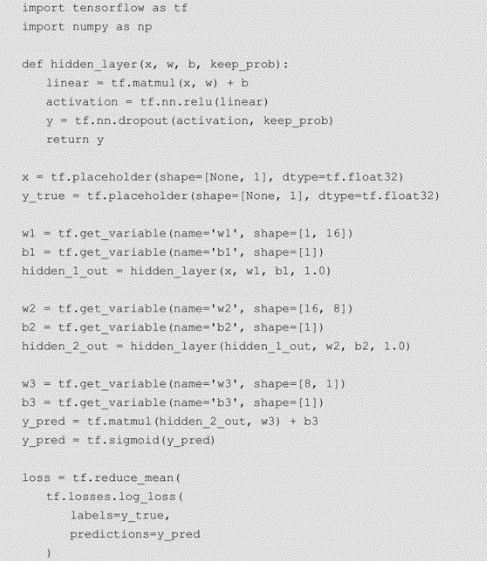 import tensorflow as tf
import numpy as np

def hidden_layer(x, w, b, keep_prob):
    linear = tf.matmul(x, w) + b
    activation = tf.nn.relu(linear)
    y = tf.nn.dropout(activation, keep_prob)
    return y

x = tf.placeholder(shape=[None, 1], dtype=tf.float32)
y_true = tf.placeholder(shape=[None, 1], dtype=tf.float32)

w1 = tf.get_variable(name='w1', shape=[1, 16])
b1 = tf.get_variable(name='b1', shape=[1])
hidden_1_out = hidden_layer(x, w1, b1, 1.0)

w2 = tf.get_variable(name='w2', shape=[16, 8])
b2 = tf.get_variable(name='b2', shape=[1])
hidden_2_out = hidden_layer(hidden_1_out, w2, b2, 1.0)

w3 = tf.get_variable(name='w3', shape=[8, 1])
b3 = tf.get_variable(name='b3', shape=[1])
y_pred = tf.matmul(hidden_2_out, w3) + b3
y_pred = tf.sigmoid(y_pred)

loss = tf.reduce_mean(
    tf.losses.log_loss(
        labels=y_true,
        predictions=y_pred
    )